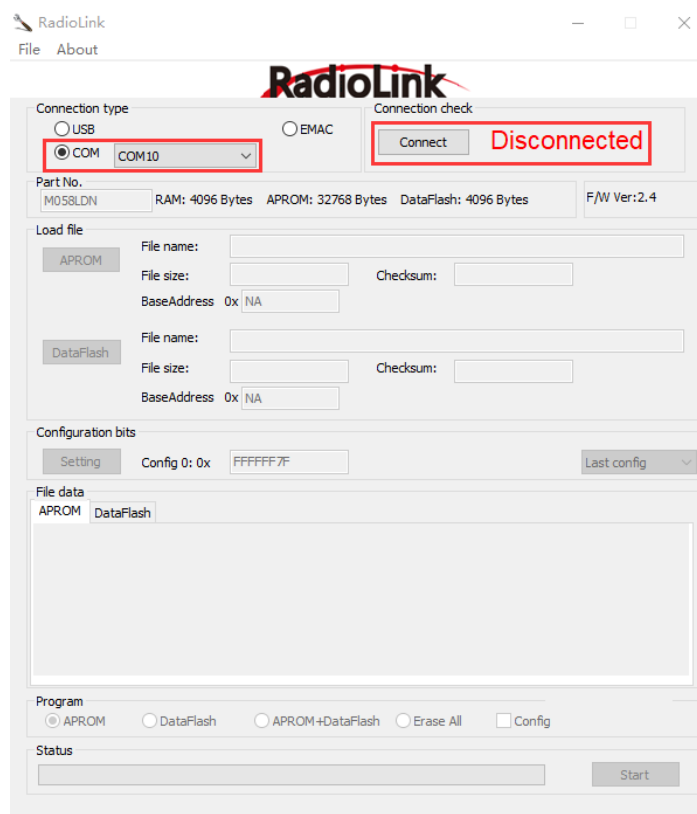 RadioLink
File About
RadioLink
Connection type
Connection check
USB
EMAC
COM COM10
Connect Disconnected
Part No.
M058LDN RAM: 4096 Bytes APROM: 32768 Bytes DataFlash: 4096 Bytes F/W Ver:2.4
Load file
APROM
File name:
File size: Checksum:
BaseAddress 0x NA
DataFlash
File name:
File size: Checksum:
BaseAddress 0x NA
Configuration bits
Setting Config 0: 0x FFFFFF7F Last config
File data
APROM DataFlash
Program
APROM DataFlash APROM+DataFlash Erase All Config
Status
Start